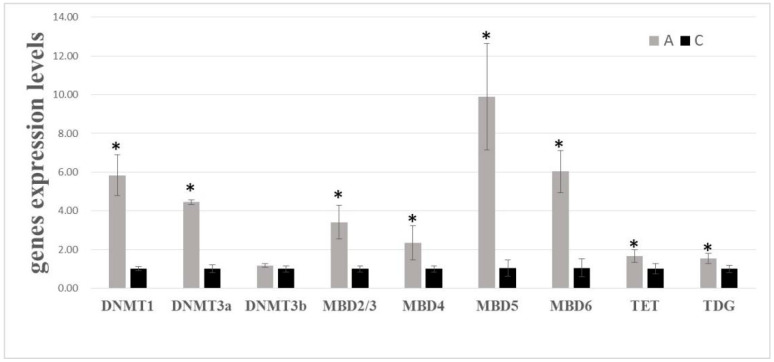 14.00
12.00
10.00
8.00
6.00
4.00
2.00
0.00
genes expression levels
A C
* * * * * * * *
DNMT1 DNMT3a DNMT3b MBD2/3 MBD4 MBD5 MBD6 TET TDG